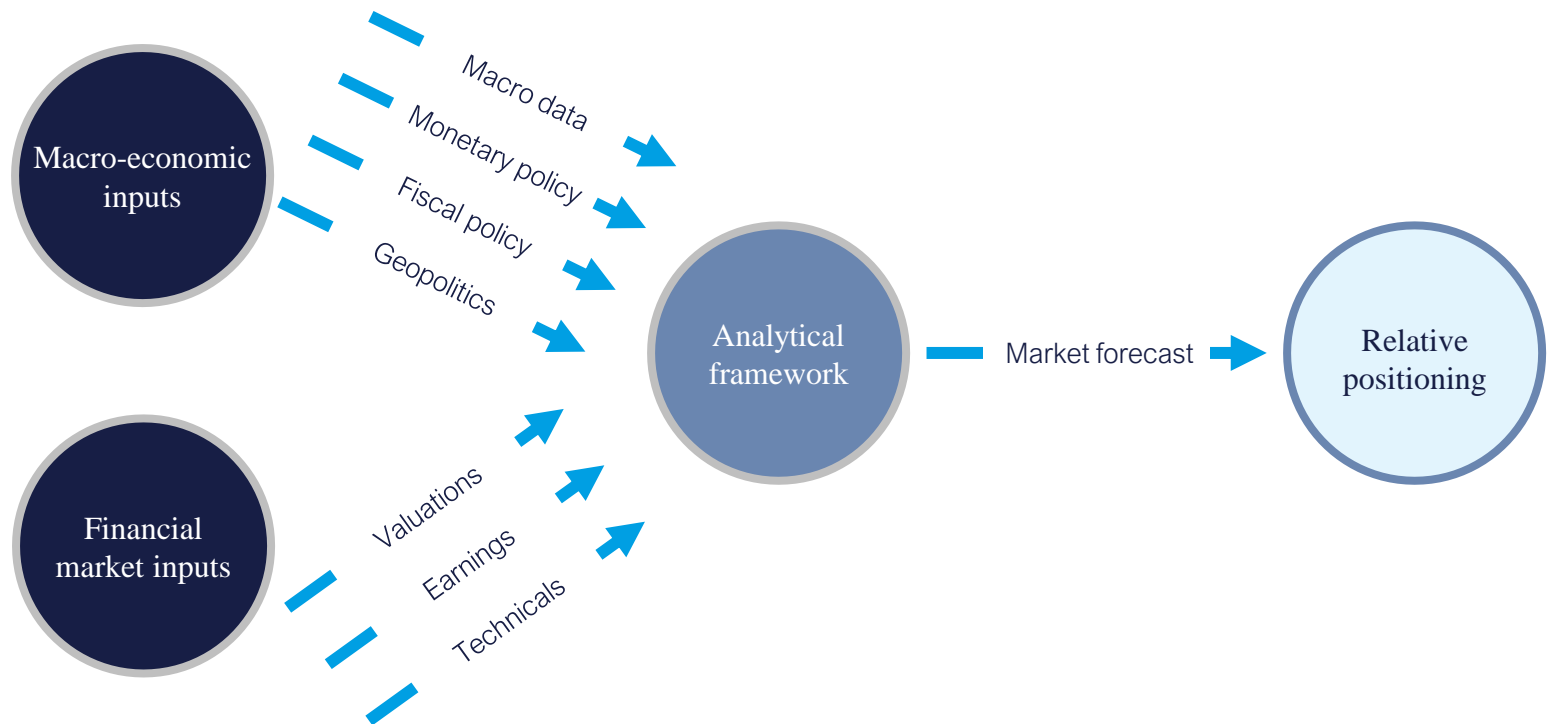 Macro-economic
inputs
Macro data
Monetary policy
Fiscal policy
Geopolitics
Analytical
framework
Market forecast
Relative
positioning
Financial
market inputs
Valuations
Earnings
Technicals